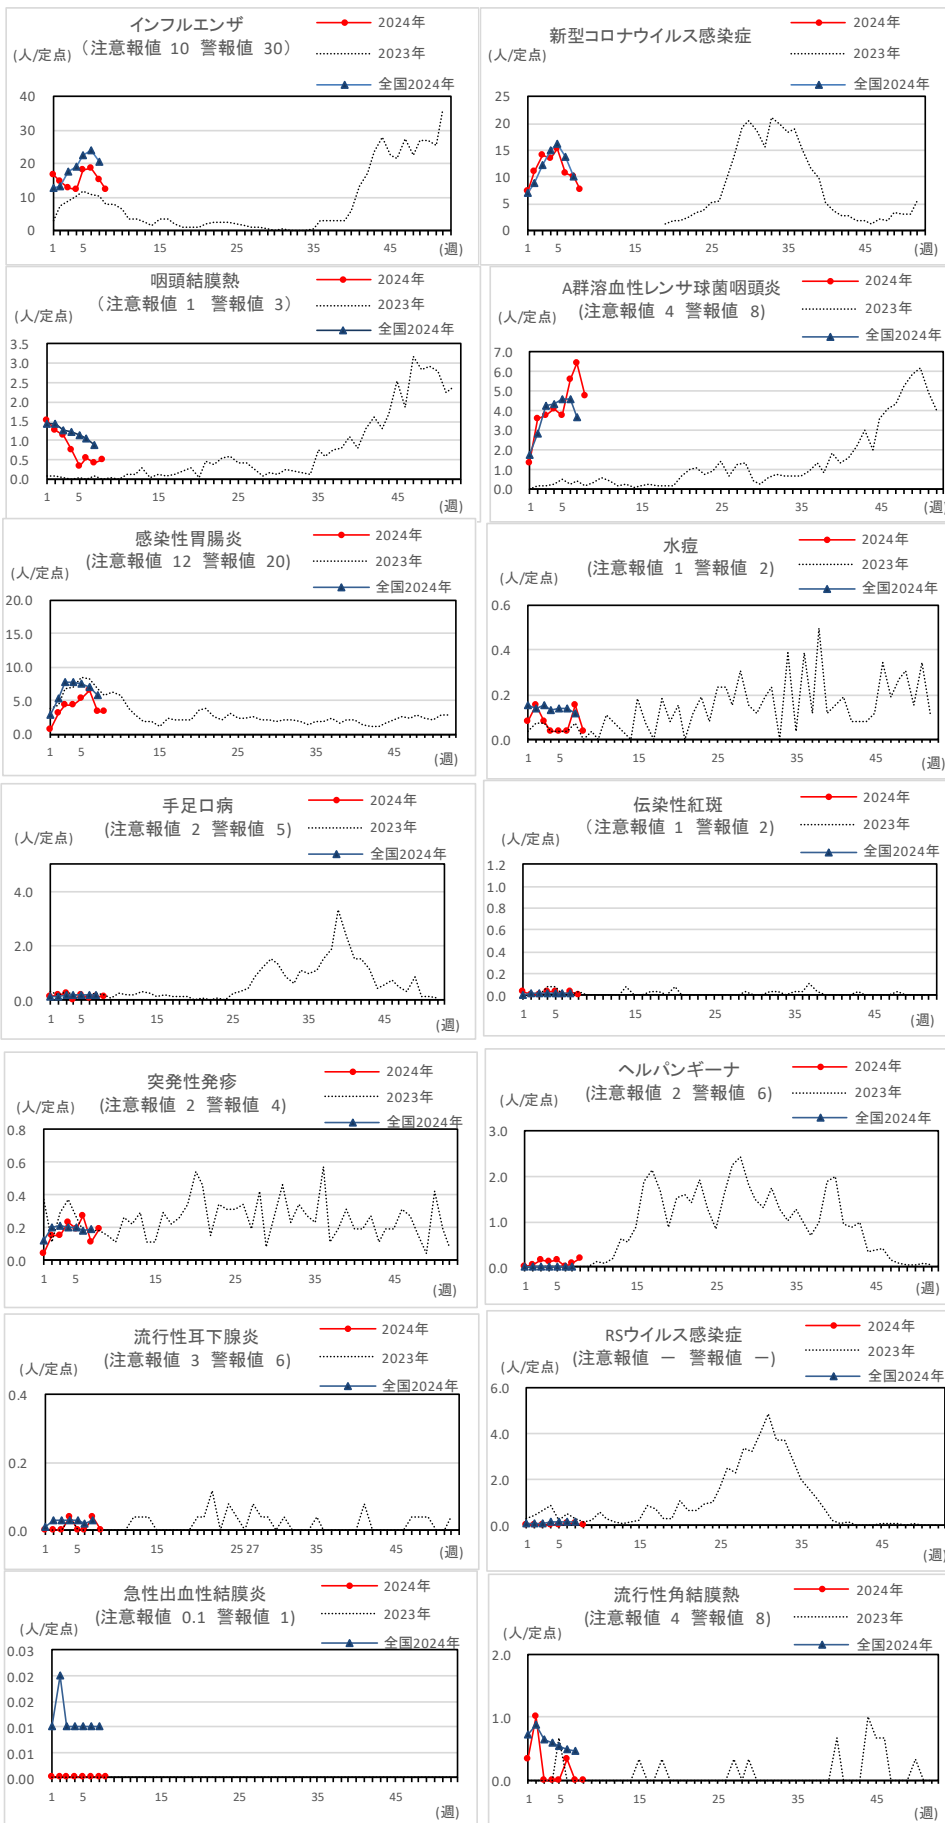 インフルエンザ
（注意報値 10 警報値 30）
(人/定点)
2024年
2023年
全国2024年
40
30
20
10
0
1
5
15
25
35
45
(週)
新型コロナウイルス感染症
(人/定点)
2024年
2023年
全国2024年
25
20
15
10
5
0
1
5
15
25
35
45
(週)
咽頭結膜熱
（注意報値 1 警報値 3）
(人/定点)
2024年
2023年
全国2024年
3.5
3.0
2.5
2.0
1.5
1.0
0.5
0.0
1
5
15
25
35
45
(週)
A群溶血性レンサ球菌咽頭炎
(注意報値 4 警報値 8)
(人/定点)
2024年
2023年
全国2024年
7.0
6.0
5.0
4.0
3.0
2.0
1.0
0.0
1
5
15
25
35
45
(週)
感染性胃腸炎
(注意報値 12 警報値 20)
(人/定点)
2024年
2023年
全国2024年
20.0
15.0
10.0
5.0
0.0
1
5
15
25
35
45
(週)
水痘
(注意報値 1 警報値 2)
(人/定点)
2024年
2023年
全国2024年
0.6
0.4
0.2
0.0
1
5
15
25
35
45
(週)
手足口病
(注意報値 2 警報値 5)
(人/定点)
2024年
2023年
全国2024年
4.0
2.0
0.0
1
5
15
25
35
45
(週)
伝染性紅斑
（注意報値 1 警報値 2）
(人/定点)
2024年
2023年
全国2024年
1.2
1.0
0.8
0.6
0.4
0.2
0.0
1
5
15
25
35
45
(週)
突発性発疹
(注意報値 2 警報値 4)
(人/定点)
2024年
2023年
全国2024年
0.8
0.6
0.4
0.2
0.0
1
5
15
25
35
45
(週)
ヘルパンギーナ
(注意報値 2 警報値 6)
(人/定点)
2024年
2023年
全国2024年
3.0
2.0
1.0
0.0
1
5
15
25
35
45
(週)
流行性耳下腺炎
(注意報値 3 警報値 6)
(人/定点)
2024年
2023年
全国2024年
0.4
0.2
0.0
1
5
15
25 27
35
45
(週)
RSウイルス感染症
(注意報値 － 警報値 －)
(人/定点)
2024年
2023年
全国2024年
6.0
4.0
2.0
0.0
1
5
15
25
35
45
(週)
急性出血性結膜炎
(注意報値 0.1 警報値 1)
(人/定点)
2024年
2023年
全国2024年
0.03
0.02
0.02
0.01
0.01
0.00
1
5
15
25
35
45
(週)
流行性角結膜熱
(注意報値 4 警報値 8)
(人/定点)
2024年
2023年
全国2024年
2.0
1.0
0.0
1
5
15
25
35
45
(週)